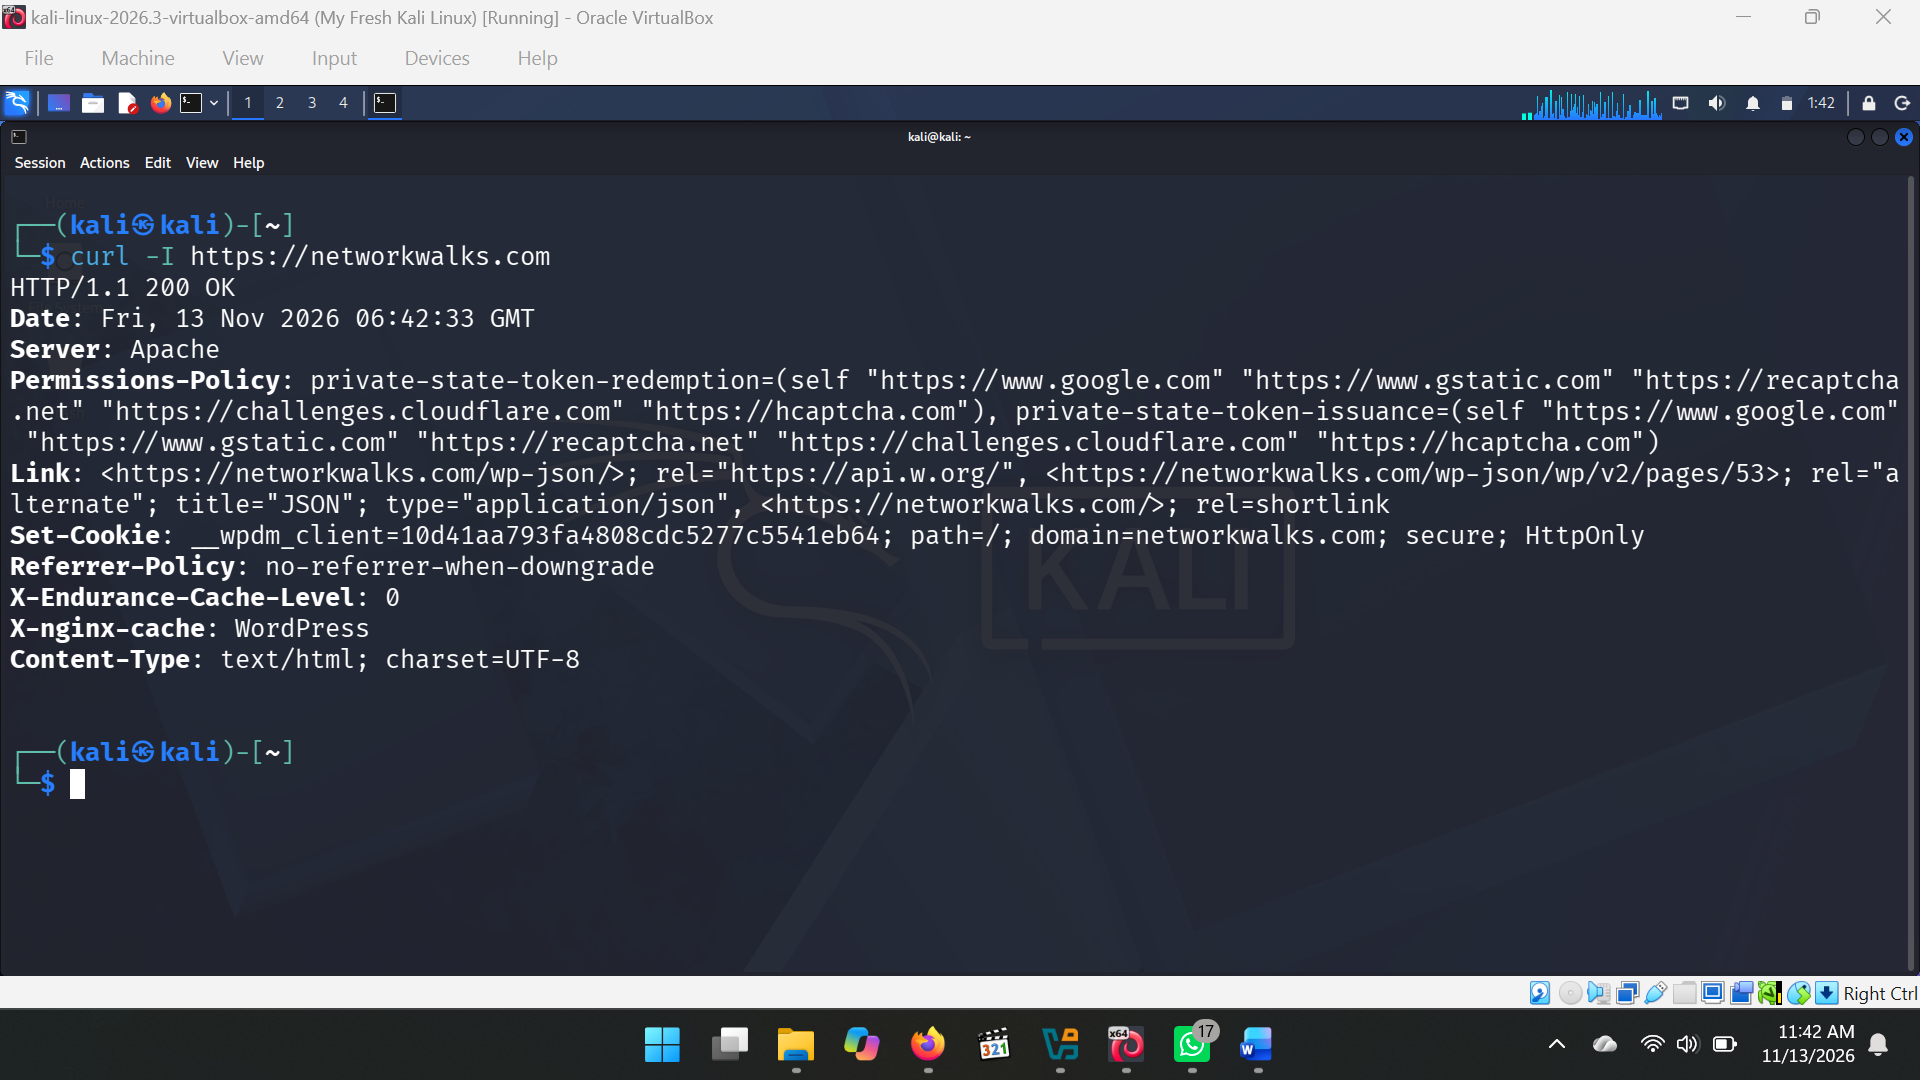 kali-linux-2026.3-virtualbox-amd64 (My Fresh Kali Linux) [Running] - Oracle VirtualBox
File Machine View Input Devices Help
1 2 3 4 1:42
kali@kali: ~
Session Actions Edit View Help
Home
┌──(kali㉿kali)-[~]
└─$ curl -I https://networkwalks.com
HTTP/1.1 200 OK
Date: Fri, 13 Nov 2026 06:42:33 GMT
Server: Apache
Permissions-Policy: private-state-token-redemption=(self "https://www.google.com" "https://www.gstatic.com" "https://recaptcha
.net" "https://challenges.cloudflare.com" "https://hcaptcha.com"), private-state-token-issuance=(self "https://www.google.com"
"https://www.gstatic.com" "https://recaptcha.net" "https://challenges.cloudflare.com" "https://hcaptcha.com")
Link: <https://networkwalks.com/wp-json/>; rel="https://api.w.org/", <https://networkwalks.com/wp-json/wp/v2/pages/53>; rel="a
lternate"; title="JSON"; type="application/json", <https://networkwalks.com/>; rel=shortlink
Set-Cookie: __wpdm_client=10d41aa793fa4808cdc5277c5541eb64; path=/; domain=networkwalks.com; secure; HttpOnly
Referrer-Policy: no-referrer-when-downgrade
X-Endurance-Cache-Level: 0
X-nginx-cache: WordPress
Content-Type: text/html; charset=UTF-8
KALI
┌──(kali㉿kali)-[~]
└─$
Right Ctrl
321
x64
17
W
11:42 AM
11/13/2026